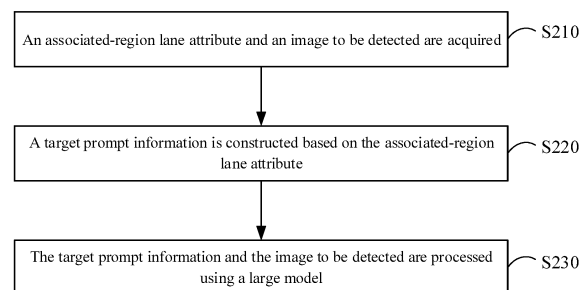 An associated-region lane attribute and an image to be detected are acquired
S210
A target prompt information is constructed based on the associated-region
lane attribute
S220
The target prompt information and the image to be detected are processed
using a large model
S230